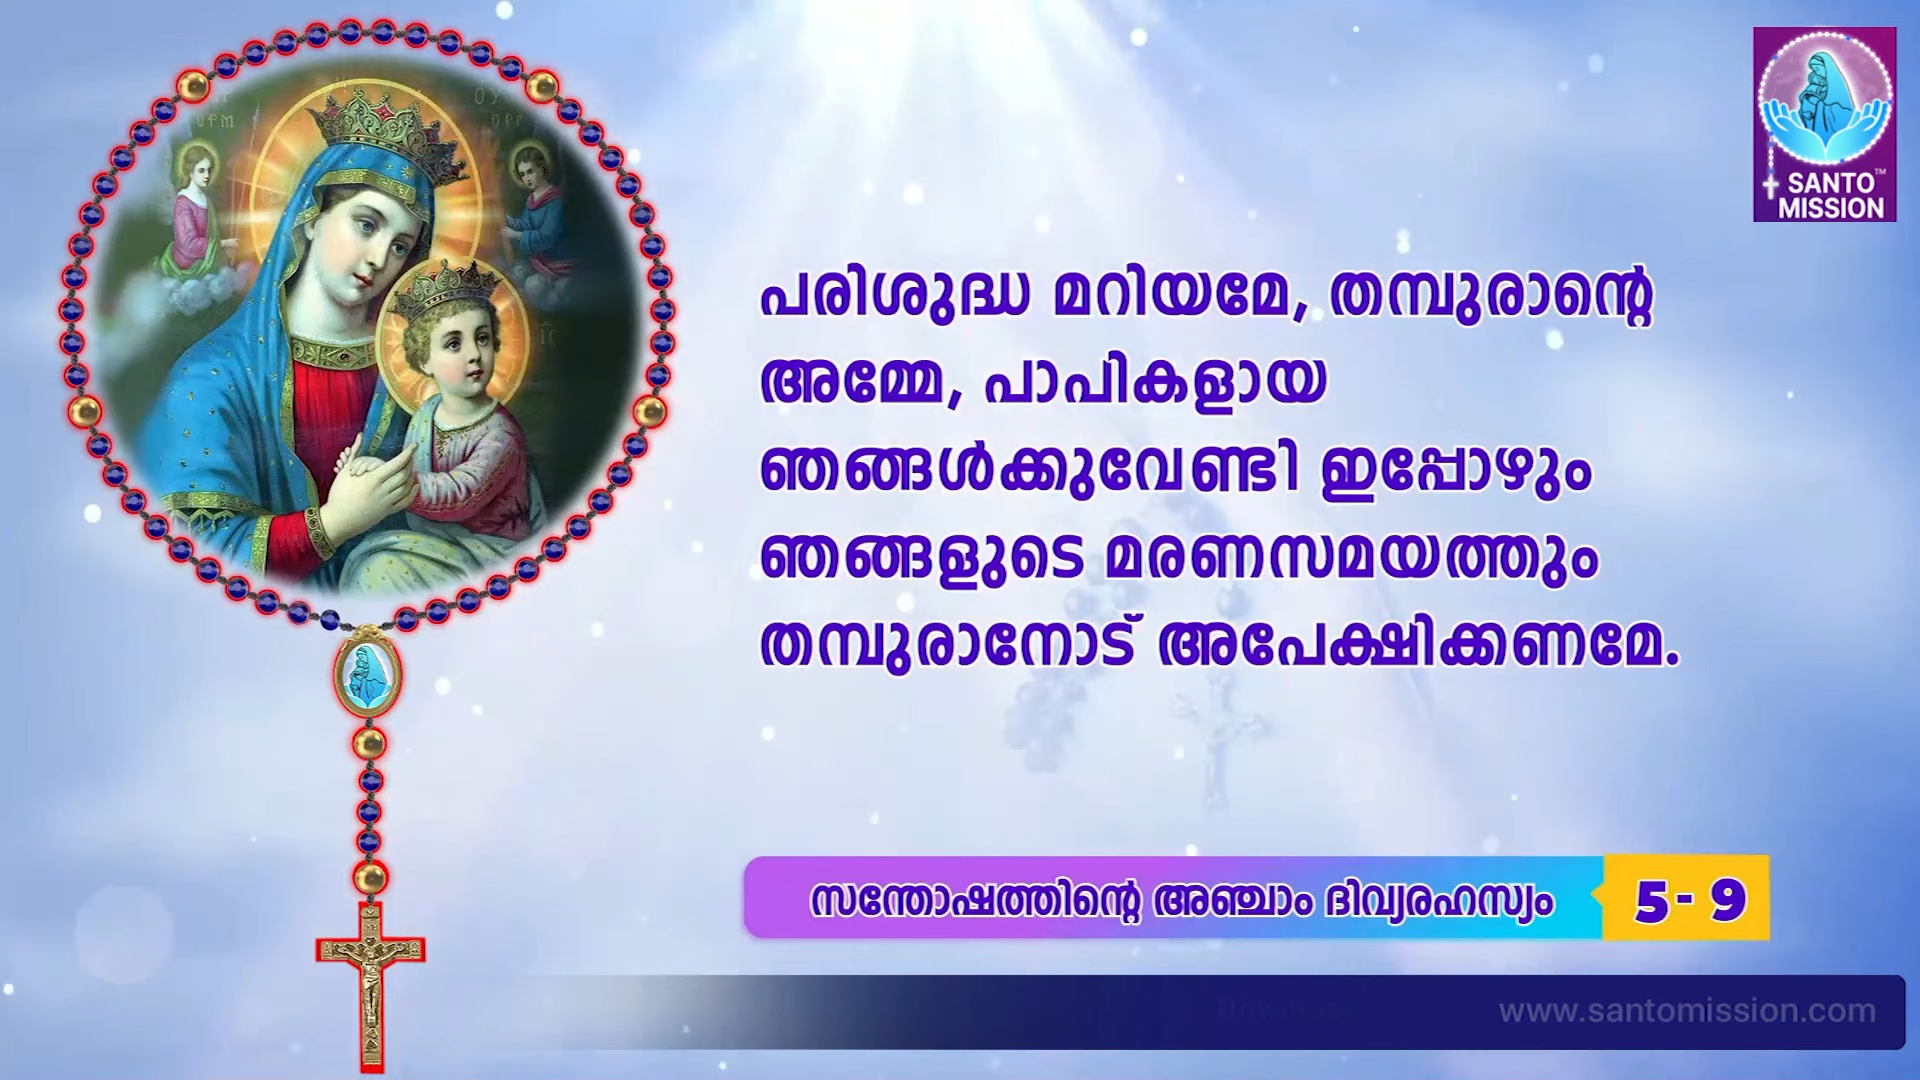 SANTO™
MISSION
പരിശുദ്ധ മറിയമേ, തമ്പുരാന്റെ
അമ്മേ, പാപികളായ
ഞങ്ങൾക്കുവേണ്ടി ഇപ്പോഴും
ഞങ്ങളുടെ മരണസമയത്തും
തമ്പുരാനോട് അപേക്ഷിക്കണമേ.
സന്തോഷത്തിന്റെ അഞ്ചാം ദിവ്യരഹസ്യം 5- 9
www.santomission.com